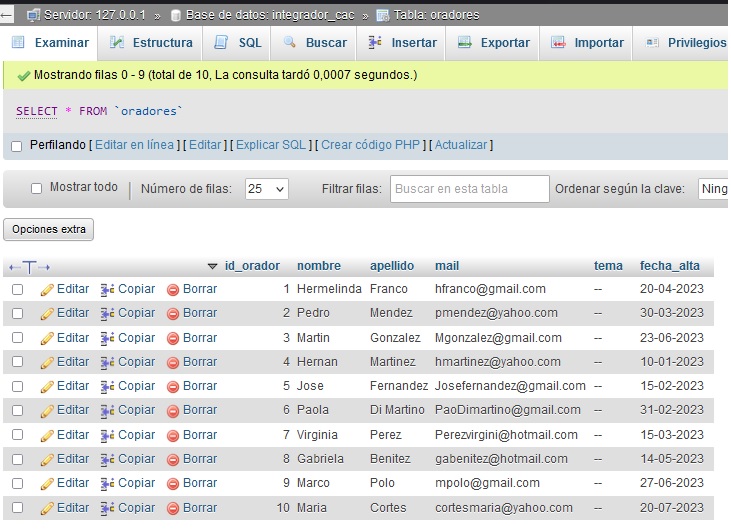 Servidor: 127.0.0.1 » Base de datos: integrador_cac » Tabla: oradores
Examinar Estructura SQL Buscar Insertar Exportar Importar Privilegios
Mostrando filas 0 - 9 (total de 10, La consulta tardó 0,0007 segundos.)
SELECT * FROM `oradores`
Perfilando [ Editar en línea ] [ Editar ] [ Explicar SQL ] [ Crear código PHP ] [ Actualizar ]
Mostrar todo Número de filas: 25 Filtrar filas: Buscar en esta tabla Ordenar según la clave: Ning
Opciones extra
id_orador nombre apellido mail tema fecha_alta
Editar Copiar Borrar 1 Hermelinda Franco hfranco@gmail.com -- 20-04-2023
Editar Copiar Borrar 2 Pedro Mendez pmendez@yahoo.com -- 30-03-2023
Editar Copiar Borrar 3 Martin Gonzalez Mgonzalez@gmail.com -- 23-06-2023
Editar Copiar Borrar 4 Hernan Martinez hmartinez@yahoo.com -- 10-01-2023
Editar Copiar Borrar 5 Jose Fernandez Josefernandez@gmail.com -- 15-02-2023
Editar Copiar Borrar 6 Paola Di Martino PaoDimartino@gmail.com -- 31-02-2023
Editar Copiar Borrar 7 Virginia Perez Perezvirgini@hotmail.com -- 15-03-2023
Editar Copiar Borrar 8 Gabriela Benitez gabenitez@hotmail.com -- 14-05-2023
Editar Copiar Borrar 9 Marco Polo mpolo@gmail.com -- 27-06-2023
Editar Copiar Borrar 10 Maria Cortes cortesmaria@yahoo.com -- 20-07-2023